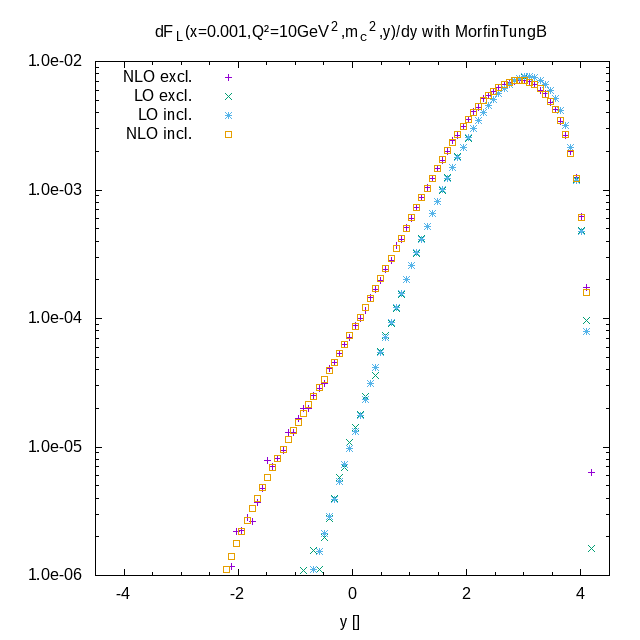 dF_L(x=0.001,Q²=10GeV²,m_c²,y)/dy with MorfinTungB
1.0e-02
NLO excl.
LO excl.
LO incl.
NLO incl.
1.0e-03
1.0e-04
1.0e-05
1.0e-06
-4 -2 0 2 4
y []